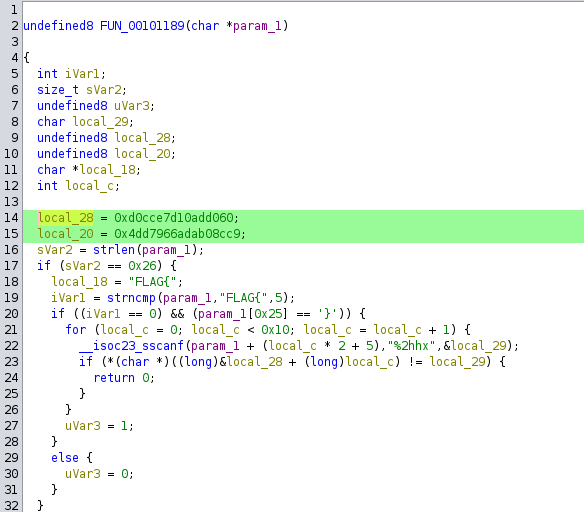 1
2 undefined8 FUN_00101189(char *param_1)
3
4 {
5   int iVar1;
6   size_t sVar2;
7   undefined8 uVar3;
8   char local_29;
9   undefined8 local_28;
10   undefined8 local_20;
11   char *local_18;
12   int local_c;
13
14   local_28 = 0xd0cce7d10add060;
15   local_20 = 0x4dd7966adab08cc9;
16   sVar2 = strlen(param_1);
17   if (sVar2 == 0x26) {
18     local_18 = "FLAG{";
19     iVar1 = strncmp(param_1,"FLAG{",5);
20     if ((iVar1 == 0) && (param_1[0x25] == '}')) {
21       for (local_c = 0; local_c < 0x10; local_c = local_c + 1) {
22         __isoc23_sscanf(param_1 + (local_c * 2 + 5),"%2hhx",&local_29);
23         if (*(char *)((long)&local_28 + (long)local_c) != local_29) {
24           return 0;
25         }
26       }
27       uVar3 = 1;
28     }
29     else {
30       uVar3 = 0;
31     }
32   }